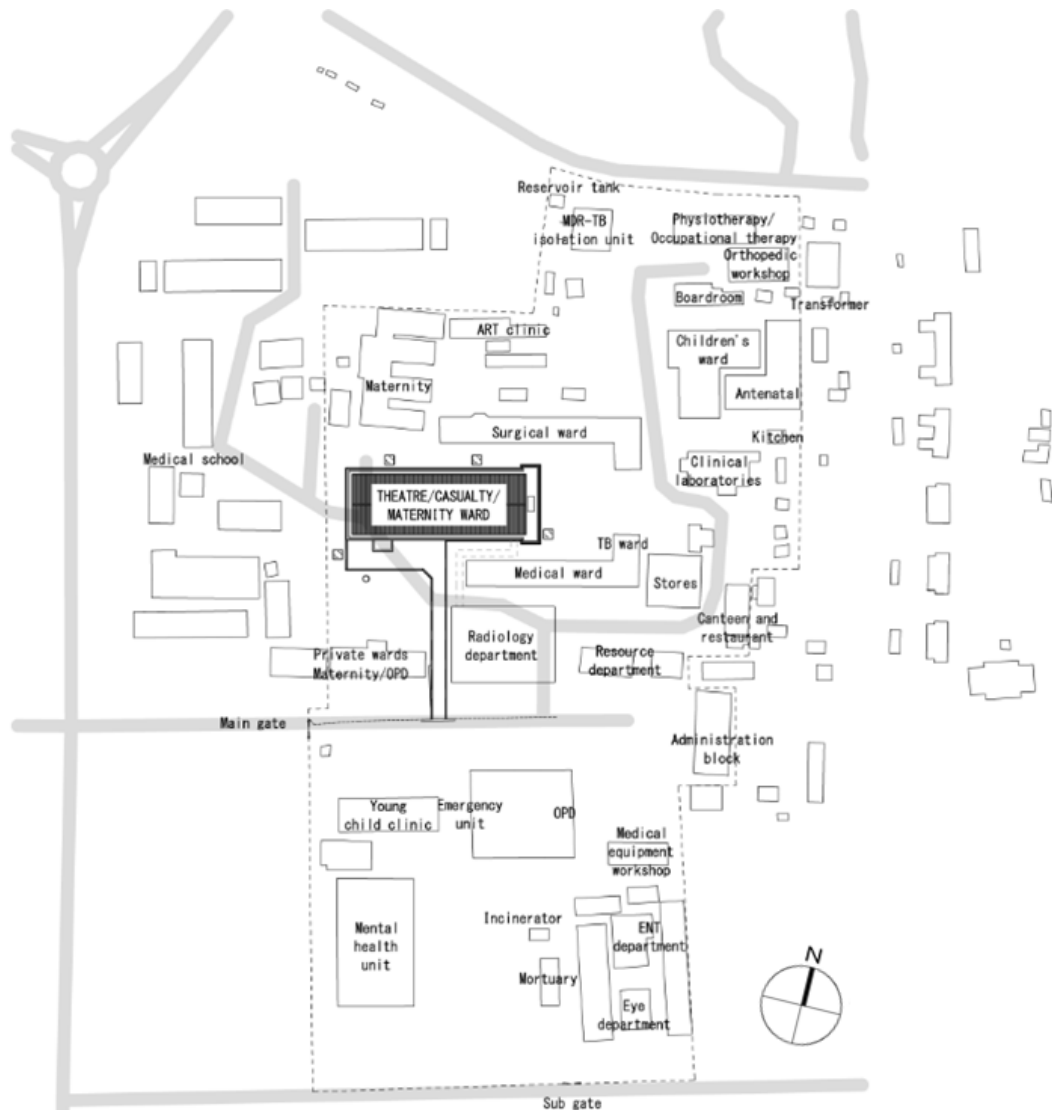 Reservoir tank
MDR-TB
isolation unit
Physiotherapy/
Occupational therapy
Orthopedic
workshop
Boardroom
Transformer
ART clinic
Children's
ward
Maternity
Antenatal
Surgical ward
Kitchen
Medical school
Clinical
laboratories
THEATRE/CASUALTY/
MATERNITY WARD
TB ward
Medical ward
Stores
Canteen and
restaurant
Radiology
department
Private wards
Maternity/OPD
Resource
department
Main gate
Administration
block
Young
child clinic
Emergency
unit
OPD
Medical
equipment
workshop
Incinerator
Mental
health
unit
ENT
department
Mortuary
Eye
department
N
Sub gate